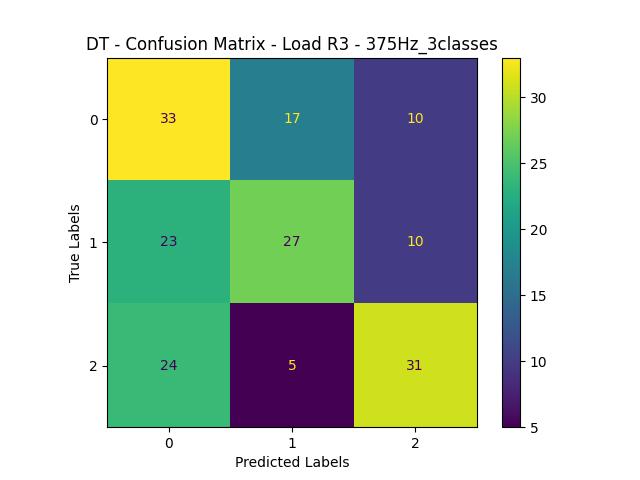 DT - Confusion Matrix - Load R3 - 375Hz_3classes
True Labels
0 33 17 10
1 23 27 10
2 24 5 31
0 1 2
Predicted Labels
30
25
20
15
10
5